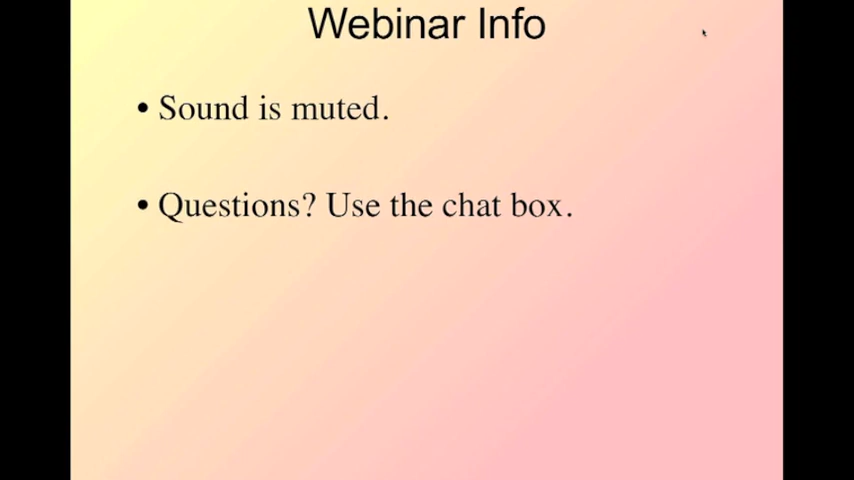 Webinar Info
• Sound is muted.
• Questions? Use the chat box.